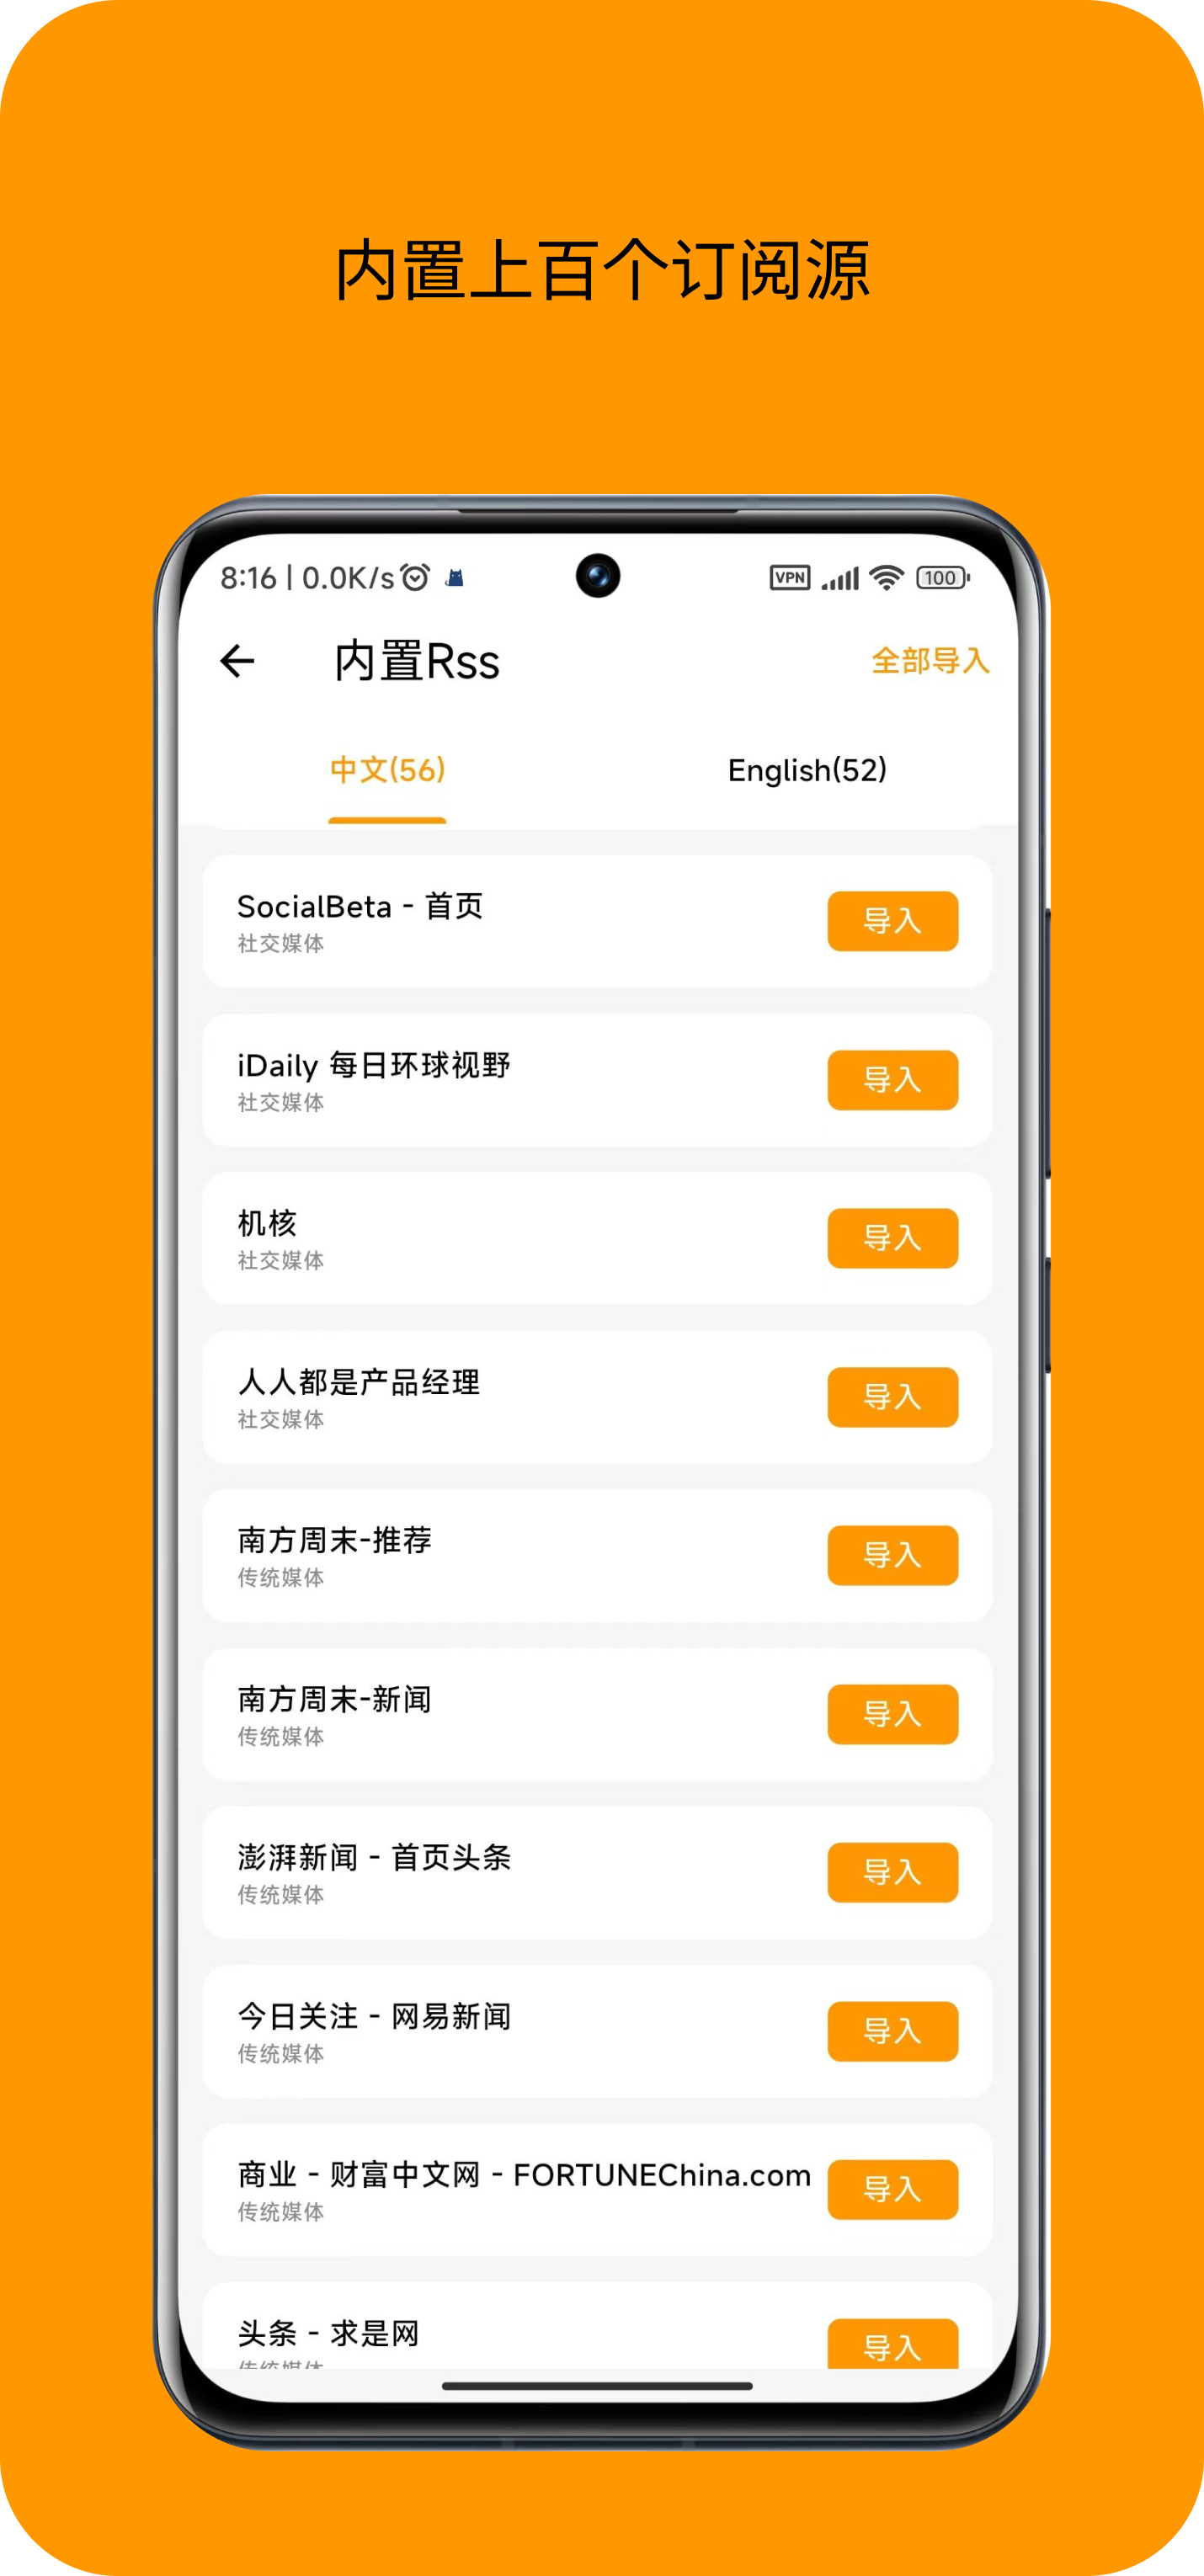 内置上百个订阅源
8:16 | 0.0K/s VPN 100
内置Rss 全部导入
中文(56) English(52)
SocialBeta - 首页
社交媒体
导入
iDaily 每日环球视野
社交媒体
导入
机核
社交媒体
导入
人人都是产品经理
社交媒体
导入
南方周末-推荐
传统媒体
导入
南方周末-新闻
传统媒体
导入
澎湃新闻 - 首页头条
传统媒体
导入
今日关注 - 网易新闻
传统媒体
导入
商业 - 财富中文网 - FORTUNEChina.com
传统媒体
导入
头条 - 求是网
传统媒体
导入